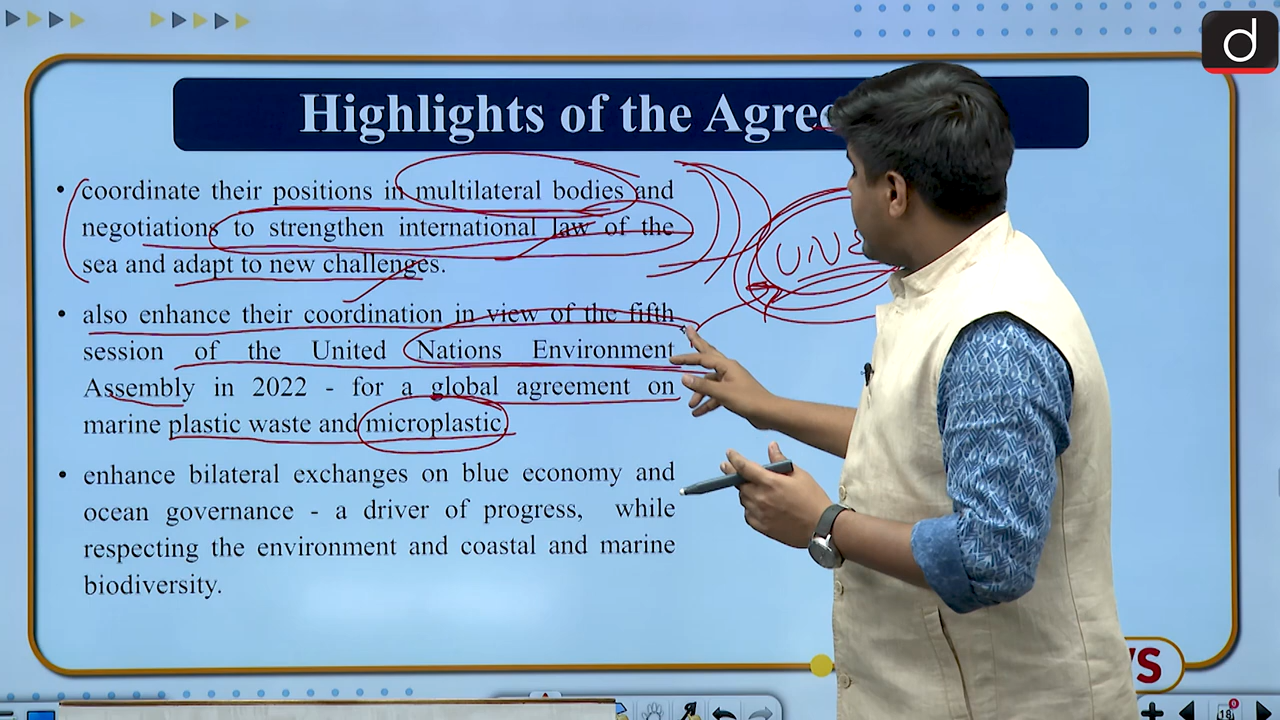 d
Highlights of the Agree
• coordinate their positions in multilateral bodies and
negotiations to strengthen international law of the
sea and adapt to new challenges.
• also enhance their coordination in view of the fifth
session of the United Nations Environment
Assembly in 2022 - for a global agreement on
marine plastic waste and microplastic.
• enhance bilateral exchanges on blue economy and
ocean governance - a driver of progress, while
respecting the environment and coastal and marine
biodiversity.
18